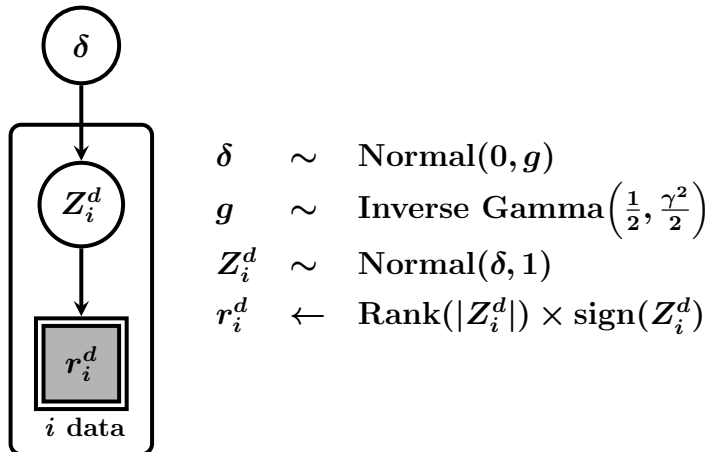 δ
Z_i^d
r_i^d
i data
δ ∼ Normal(0, g)
g ∼ Inverse Gamma(1/2, γ²/2)
Z_i^d ∼ Normal(δ, 1)
r_i^d ← Rank(|Z_i^d|) × sign(Z_i^d)